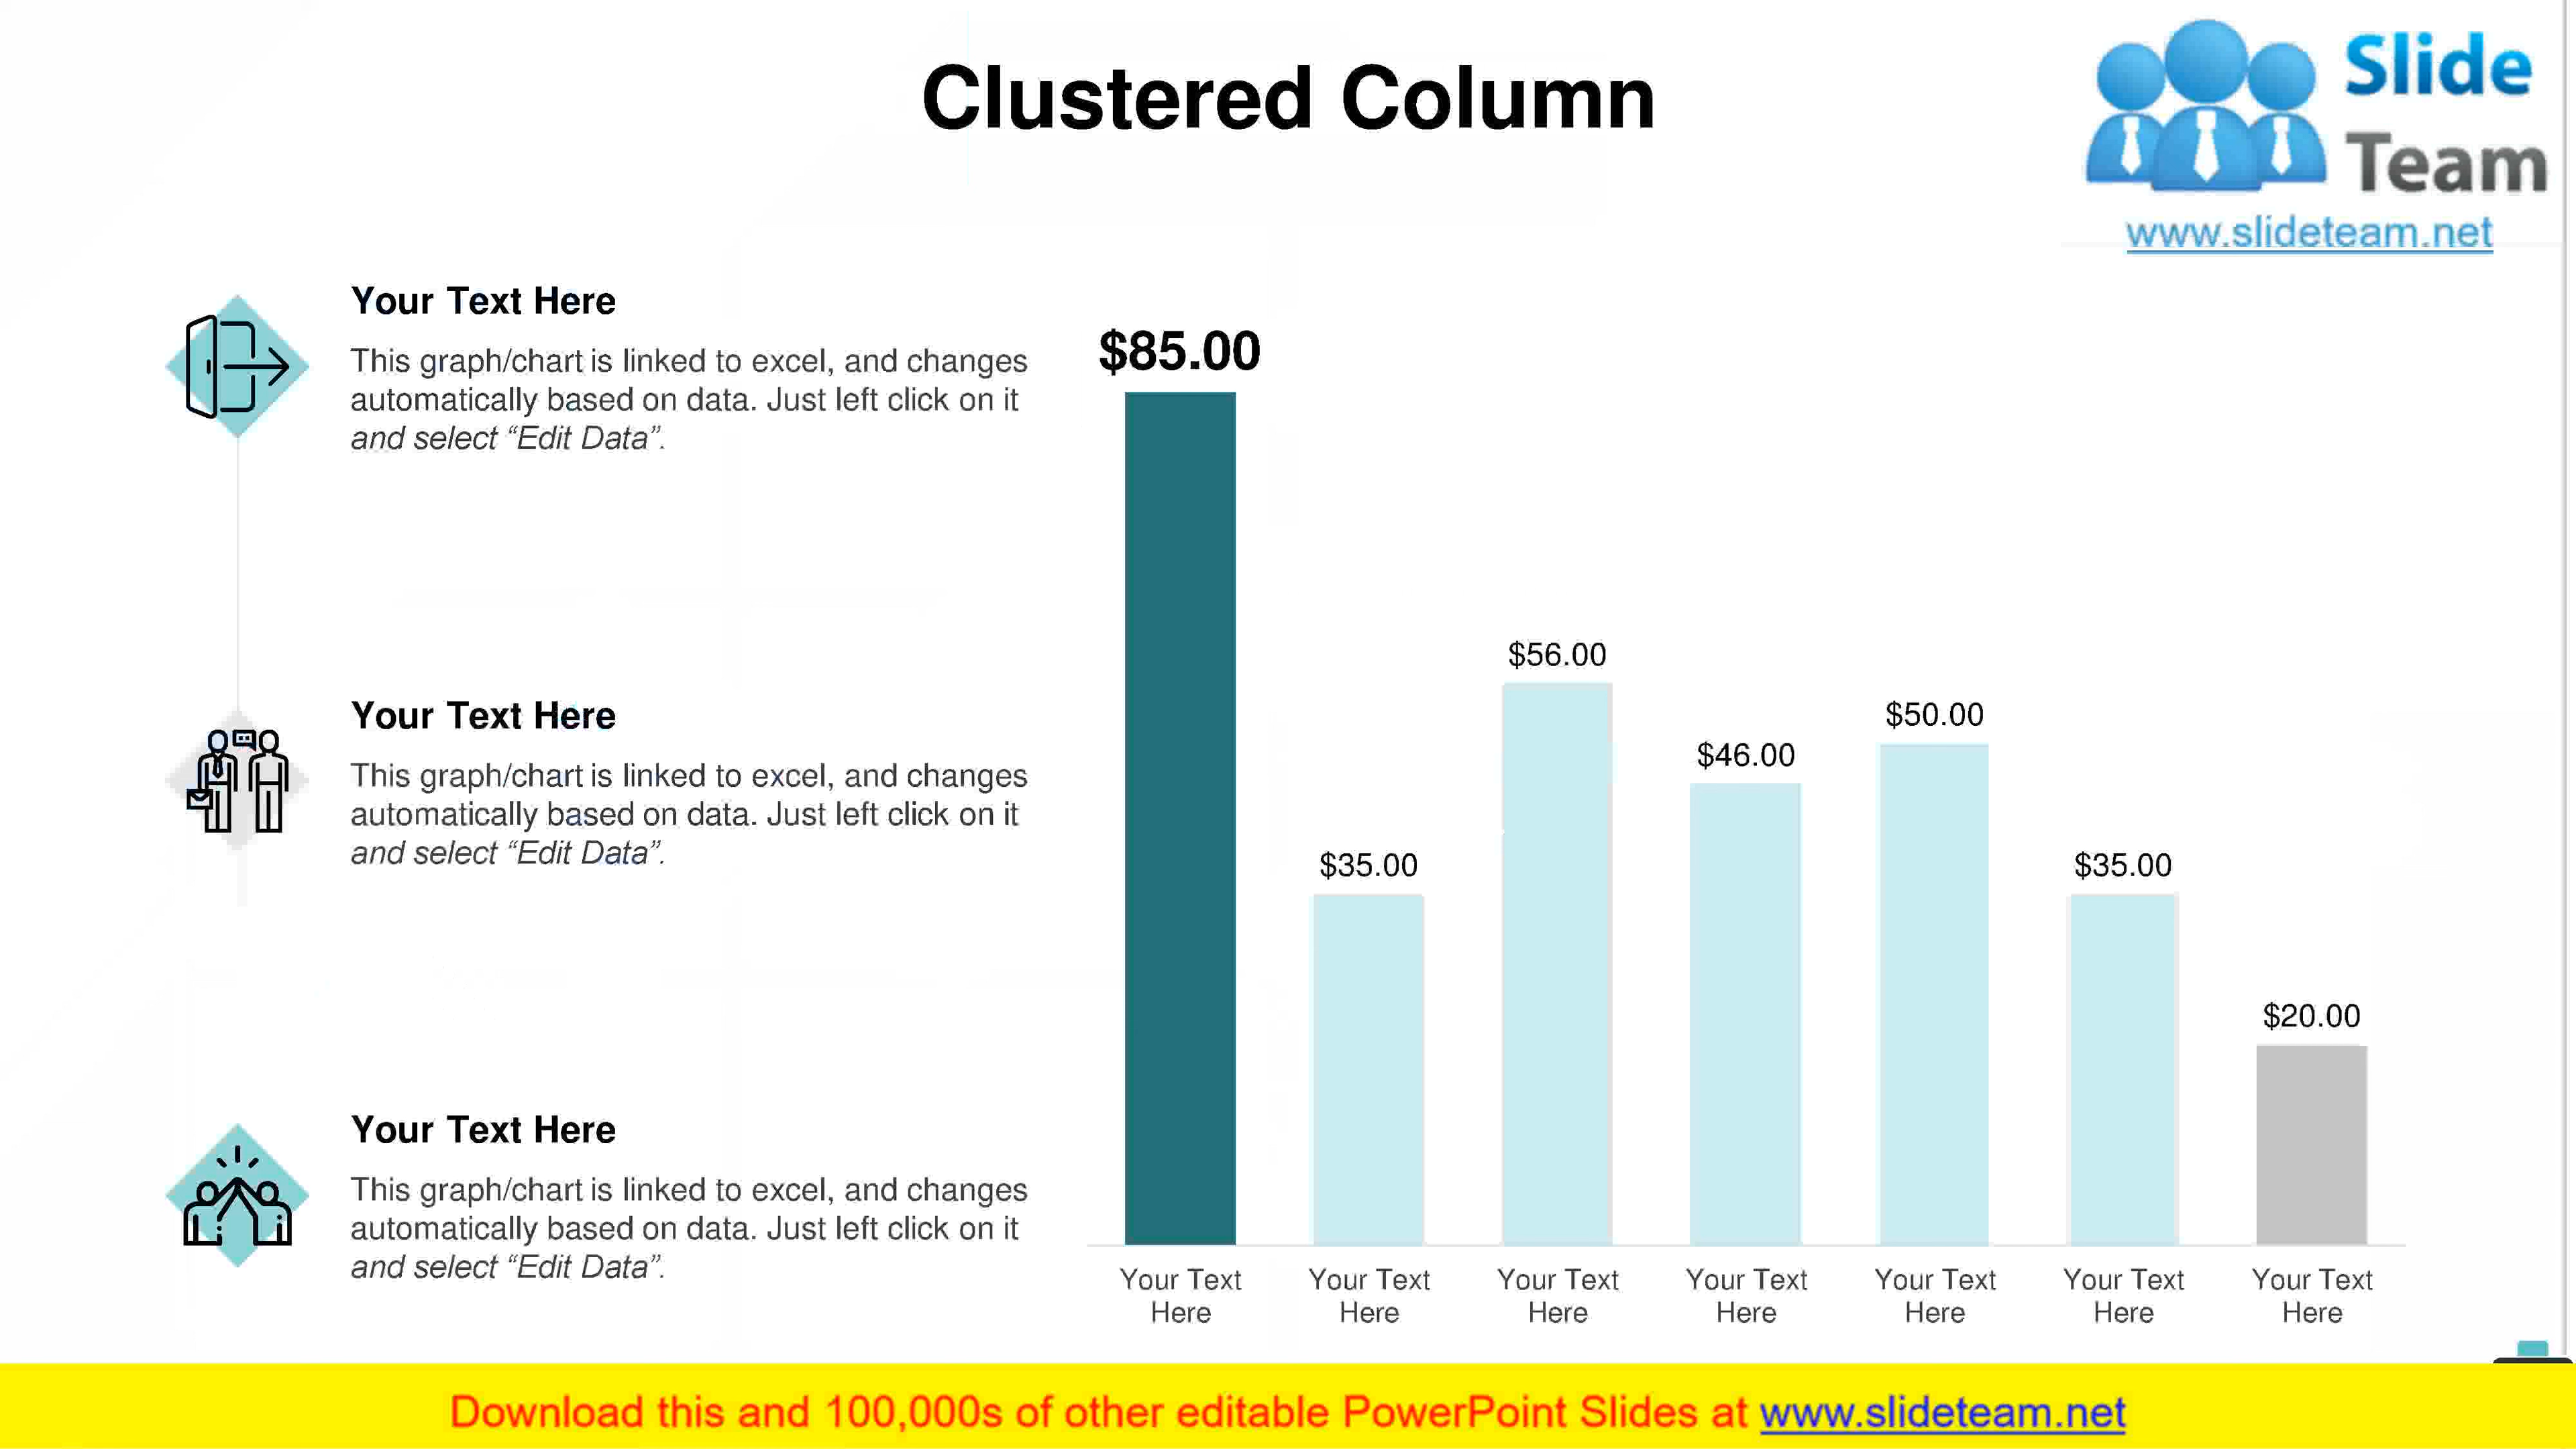 Clustered Column
Slide
Team
www.slideteam.net
Your Text Here
This graph/chart is linked to excel, and changes
automatically based on data. Just left click on it
and select “Edit Data”.
Your Text Here
This graph/chart is linked to excel, and changes
automatically based on data. Just left click on it
and select “Edit Data”.
Your Text Here
This graph/chart is linked to excel, and changes
automatically based on data. Just left click on it
and select “Edit Data”.
$85.00
$35.00
$56.00
$46.00
$50.00
$35.00
$20.00
Your Text
Here
Your Text
Here
Your Text
Here
Your Text
Here
Your Text
Here
Your Text
Here
Your Text
Here
Download this and 100,000s of other editable PowerPoint Slides at www.slideteam.net